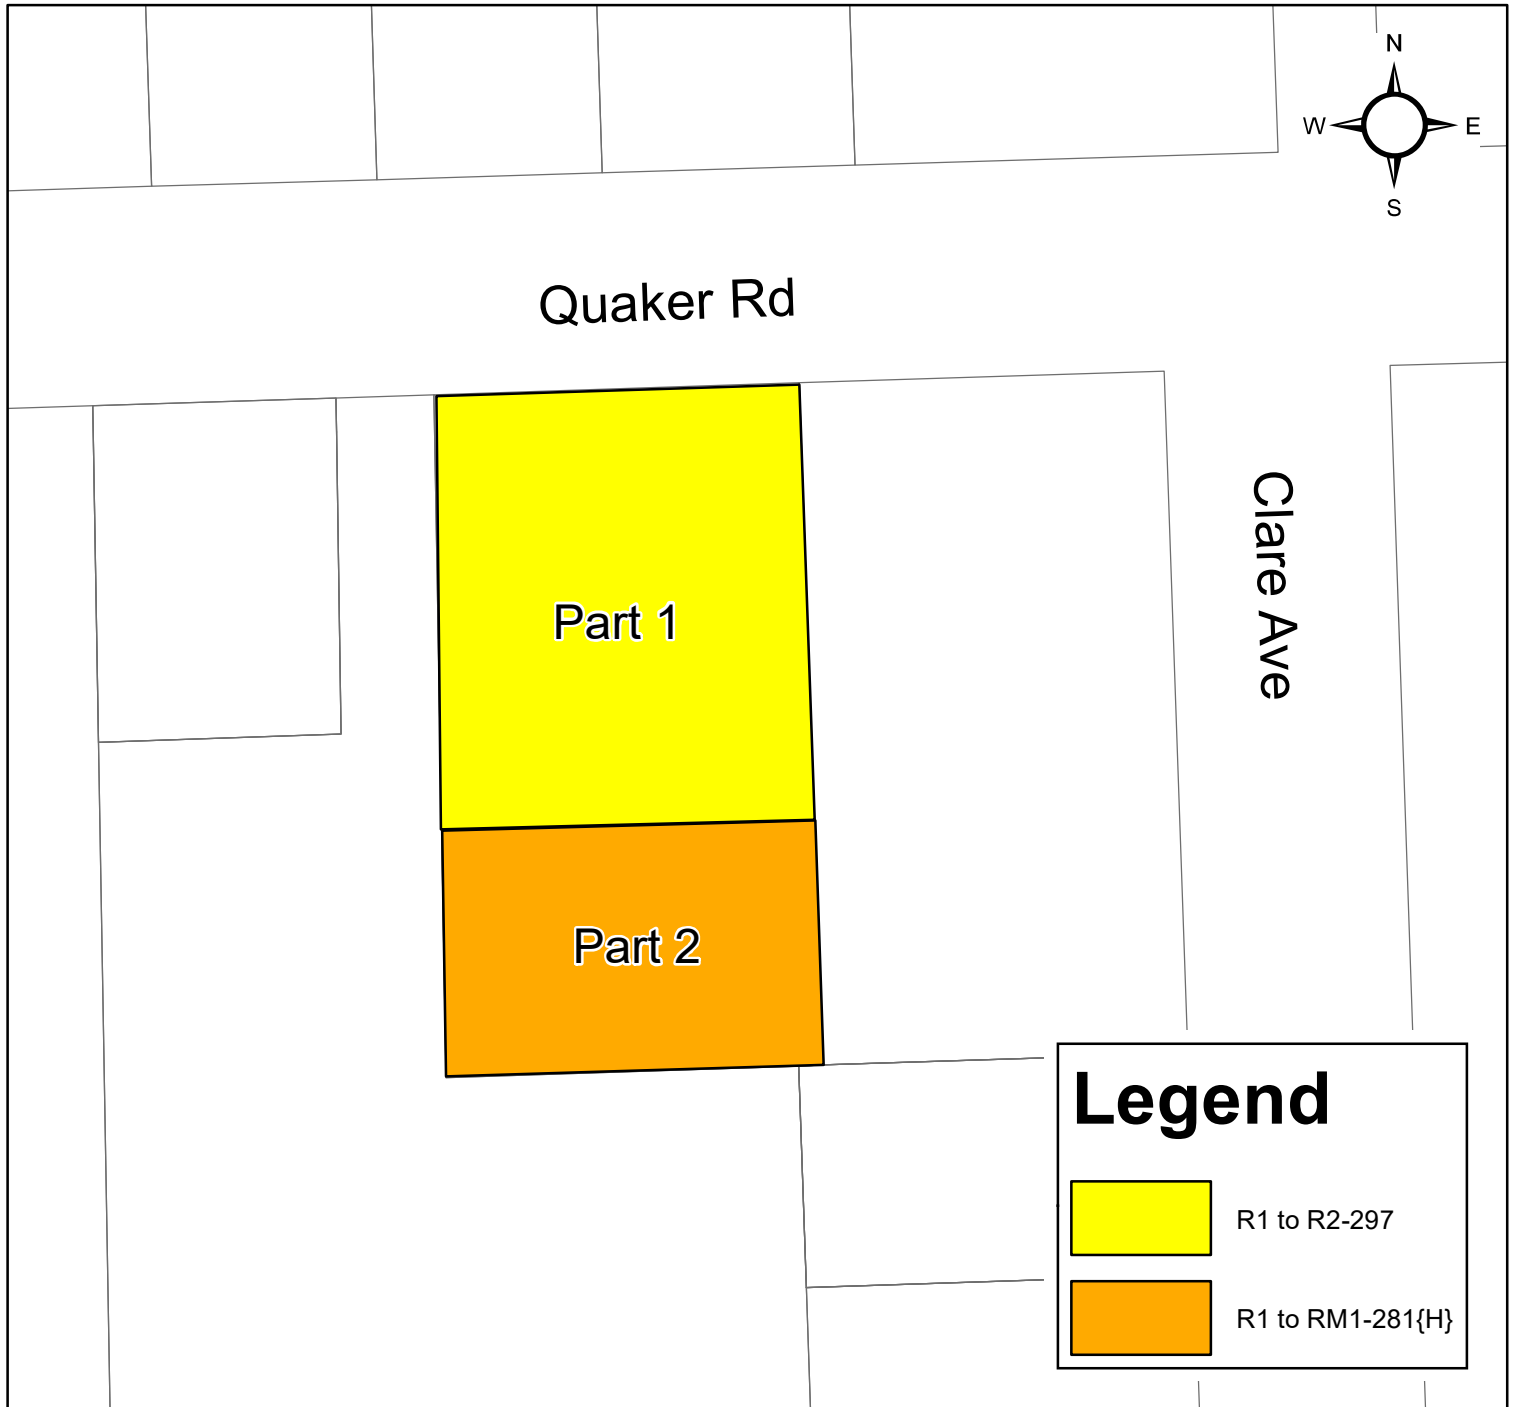 N
W E
S
Quaker Rd
Clare Ave
Part 1
Part 2
Legend
R1 to R2-297
R1 to RM1-281{H}